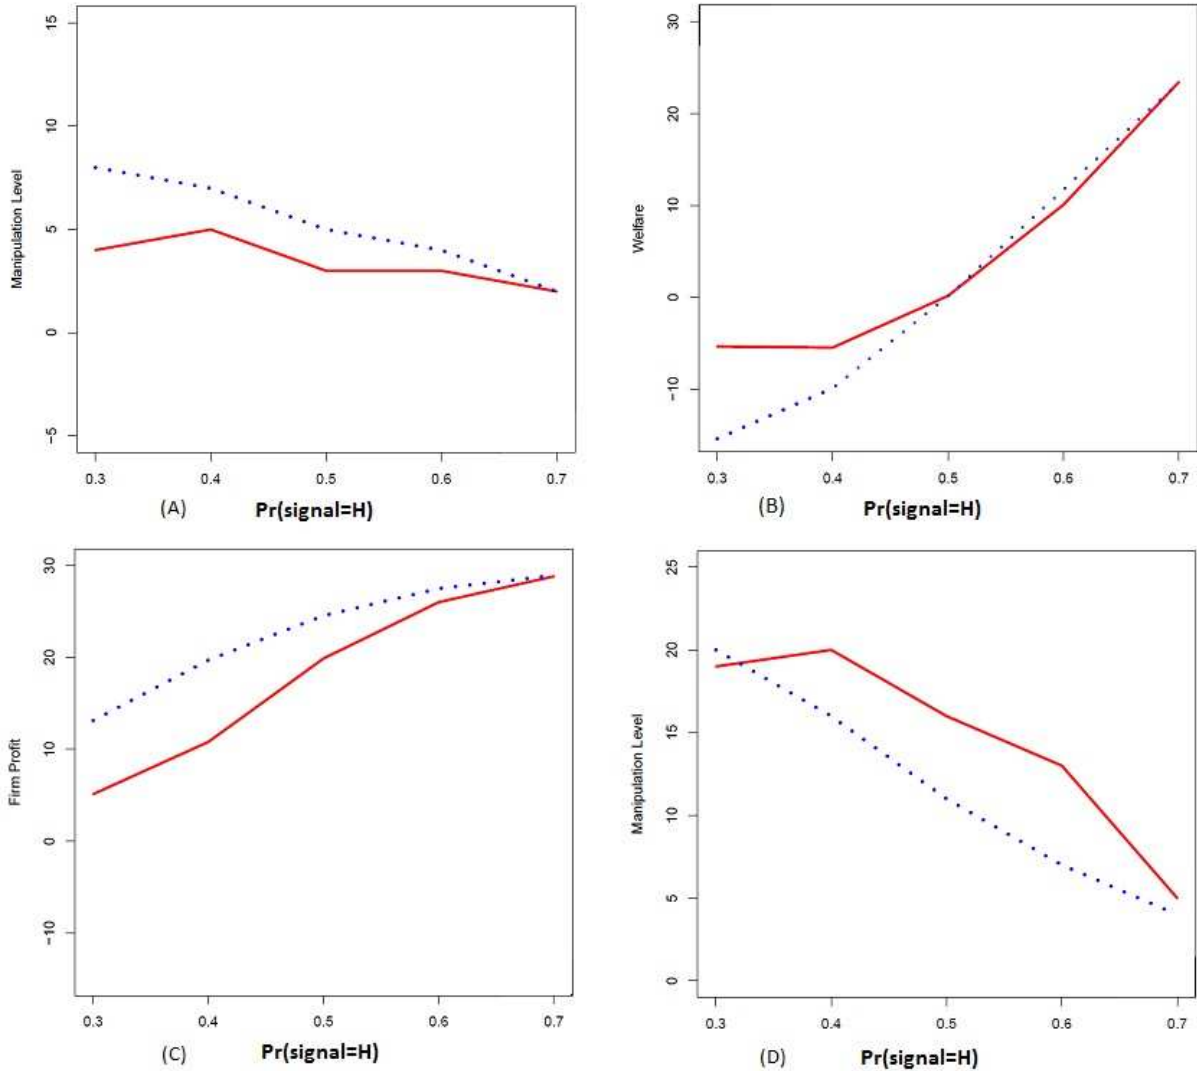 15
10
5
0
−5
Manipulation Level
0.3 0.4 0.5 0.6 0.7
(A) Pr(signal=H)
30
20
10
0
−10
Welfare
0.3 0.4 0.5 0.6 0.7
(B) Pr(signal=H)
30
20
10
0
−10
Firm Profit
0.3 0.4 0.5 0.6 0.7
(C) Pr(signal=H)
25
20
15
10
5
0
Manipulation Level
0.3 0.4 0.5 0.6 0.7
(D) Pr(signal=H)